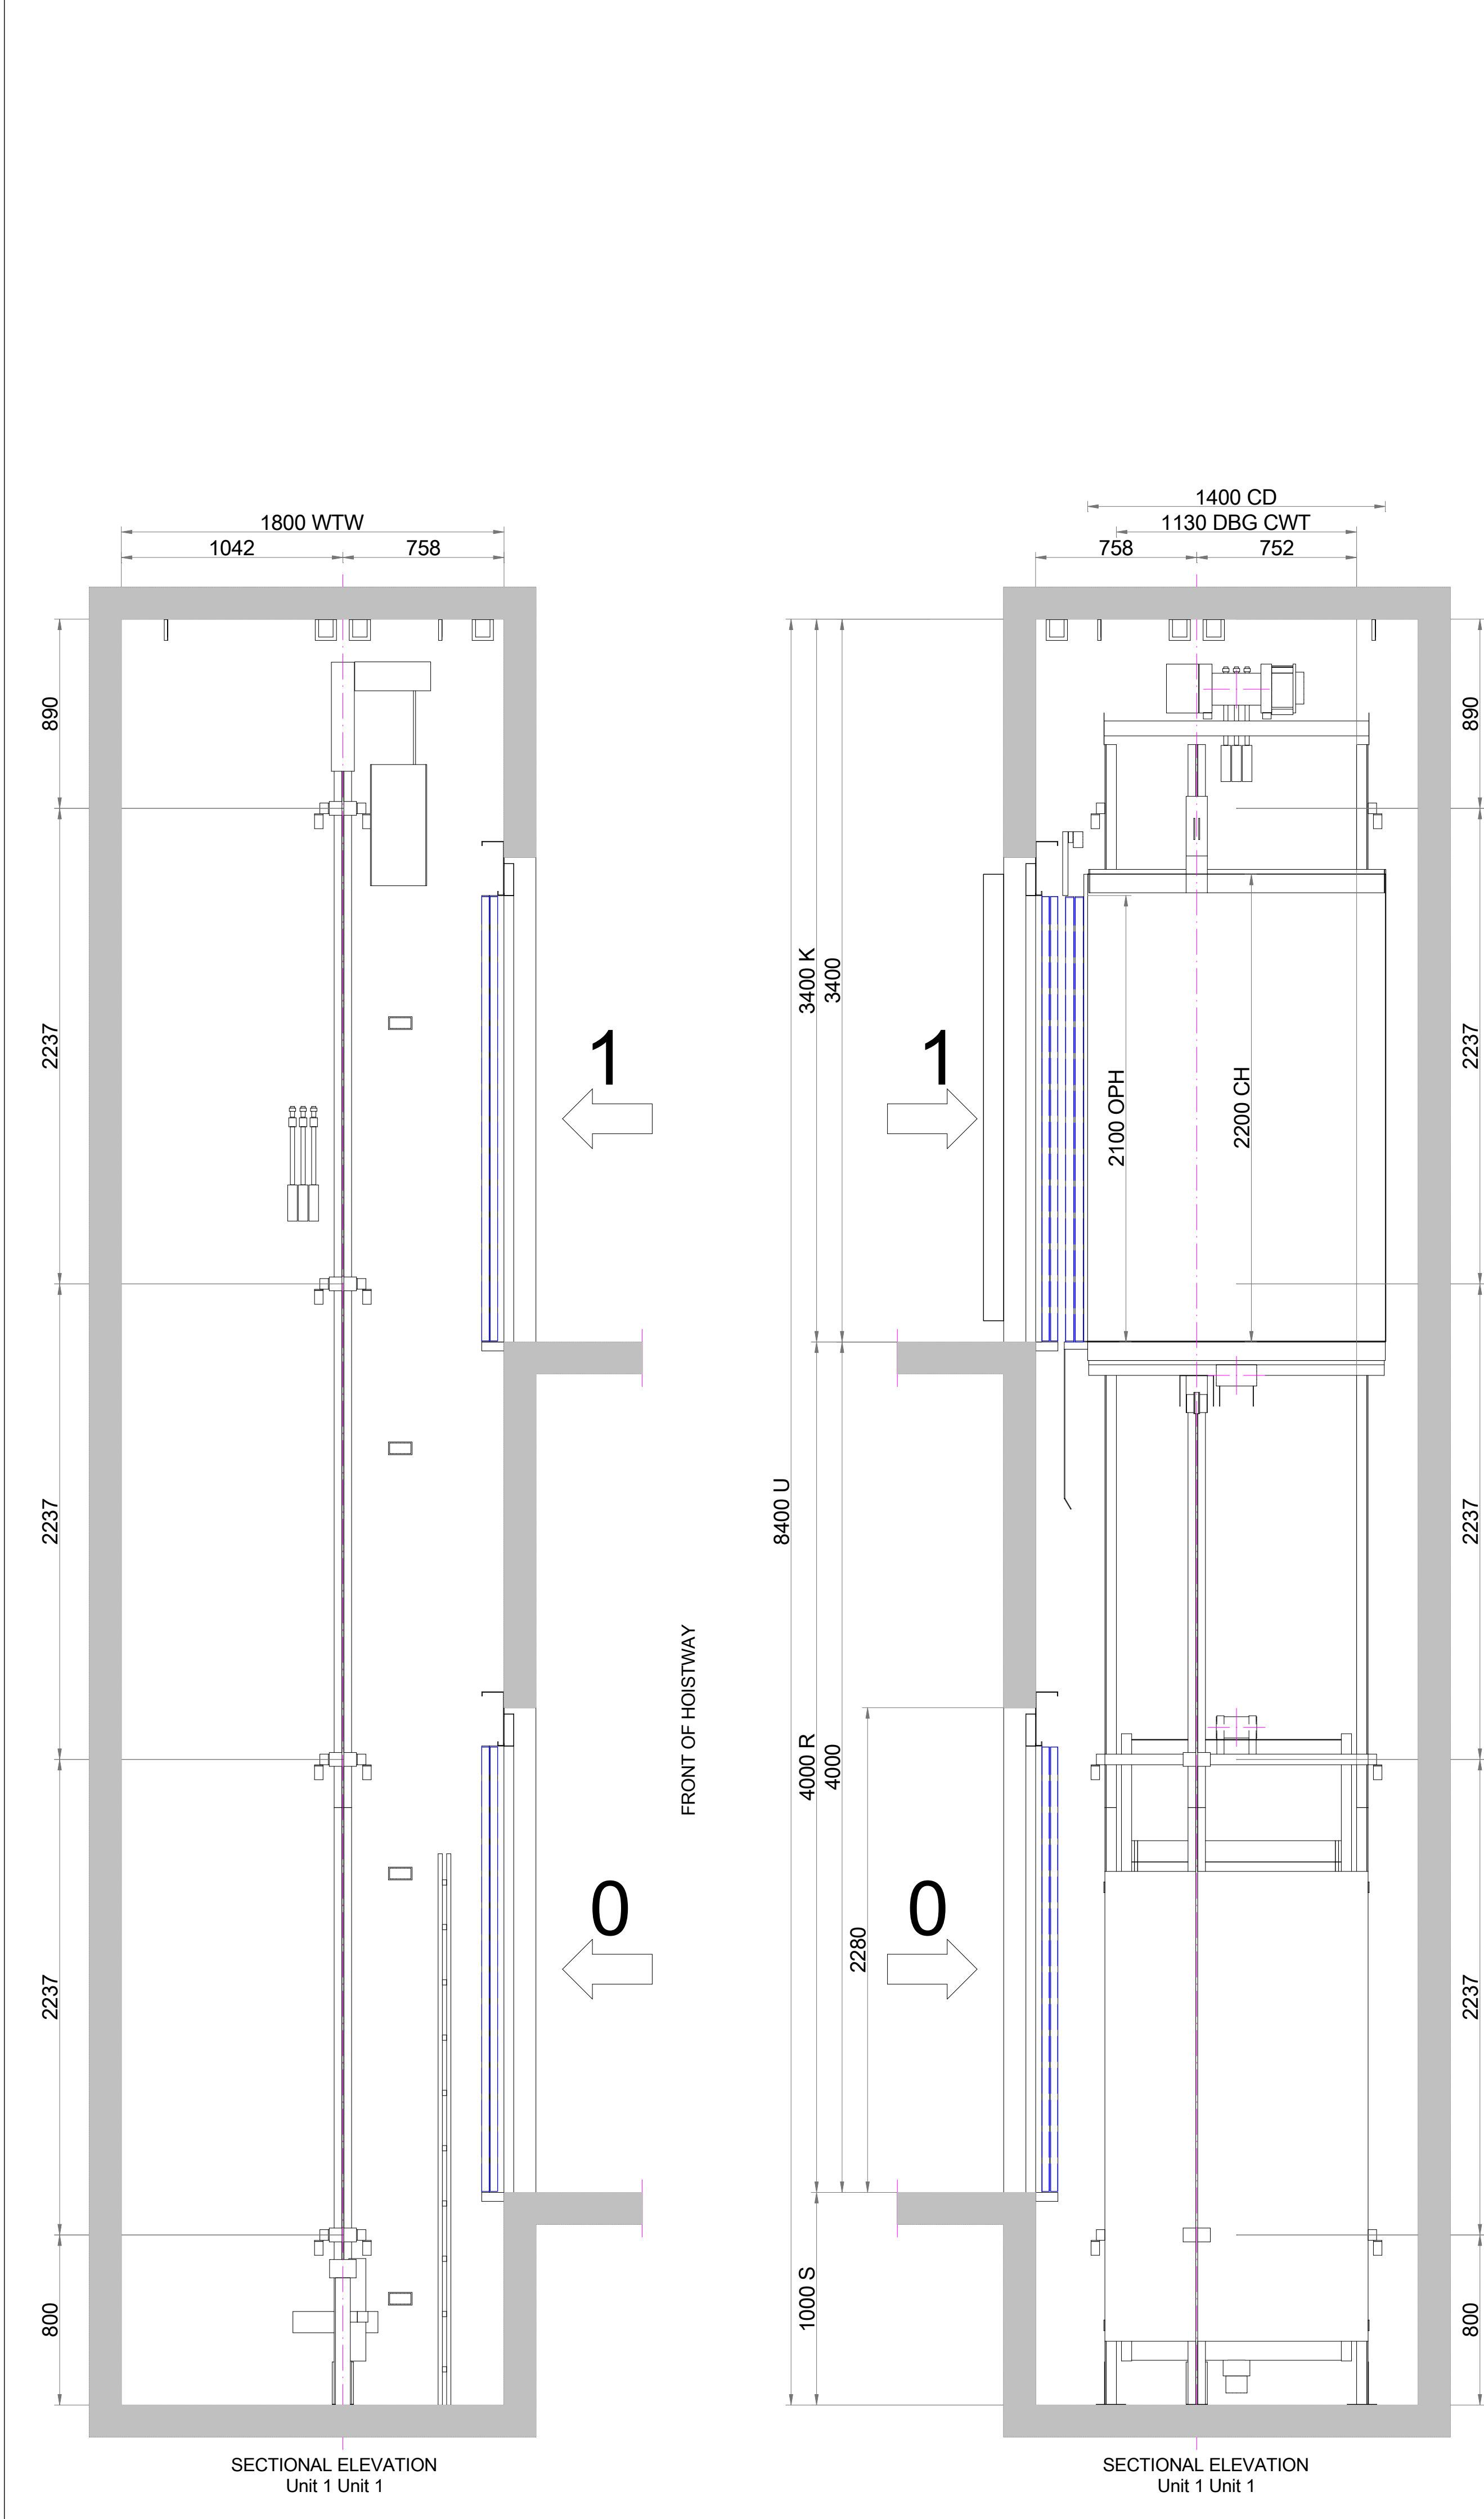 1800 WTW
1042
758
890
2237
2237
2237
800
1
0
SECTIONAL ELEVATION
Unit 1 Unit 1
FRONT OF HOISTWAY
1400 CD
1130 DBG CWT
758
752
8400 U
3400 K
3400
4000 R
4000
2280
1000 S
1
0
2100 OPH
2200 CH
890
2237
2237
2237
800
SECTIONAL ELEVATION
Unit 1 Unit 1